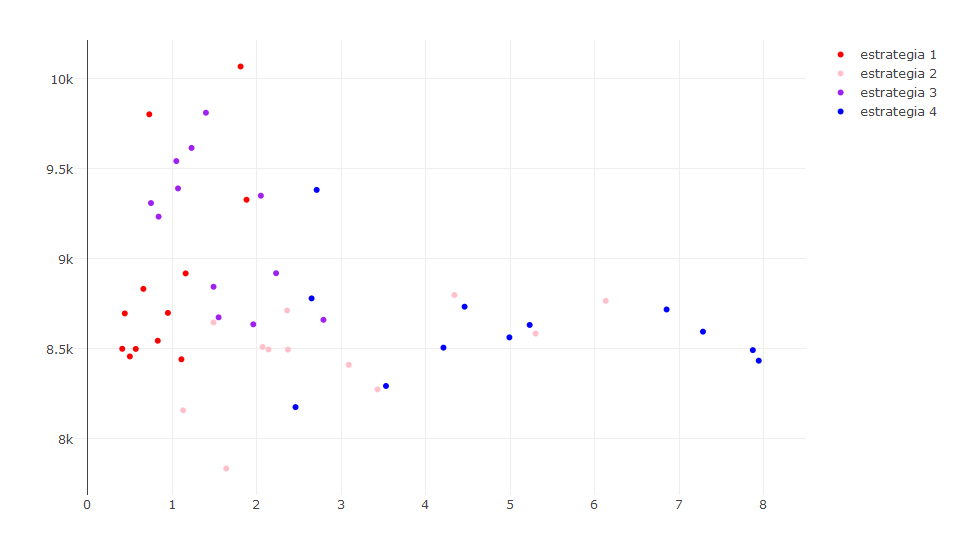 estrategia 1
estrategia 2
estrategia 3
estrategia 4
10k
9.5k
9k
8.5k
8k
0 1 2 3 4 5 6 7 8